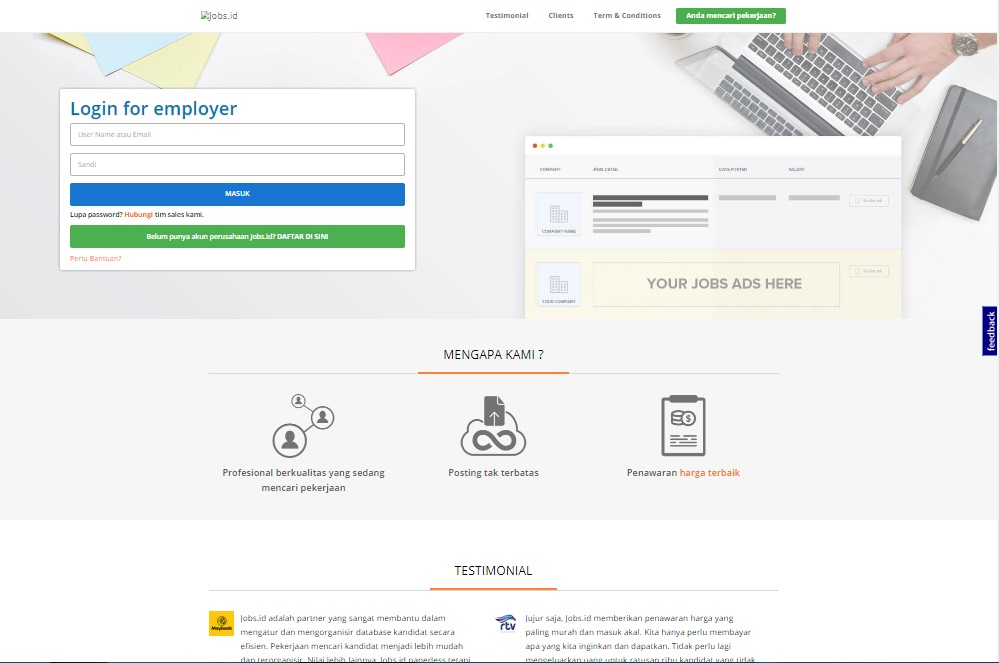 Jobs.id
Testimonial
Clients
Term & Conditions
Anda mencari pekerjaan?
Login for employer
User Name atau Email
Sandi
MASUK
Lupa password? Hubungi tim sales kami.
Belum punya akun perusahaan Jobs.id? DAFTAR DI SINI
Perlu Bantuan?
COMPANY
JOBS DETAIL
DATE POSTED
SALARY
COMPANY NAME
YOUR COMPANY
YOUR JOBS ADS HERE
feedback
MENGAPA KAMI ?
Profesional berkualitas yang sedang
mencari pekerjaan
Posting tak terbatas
Penawaran harga terbaik
TESTIMONIAL
Maybank
Jobs.id adalah partner yang sangat membantu dalam
mengatur dan mengorganisir database kandidat secara
efisien. Pekerjaan mencari kandidat menjadi lebih mudah
dan terorganisir. Nilai lebih lainnya, Jobs.id paperless tetapi
rtv
Jujur saja, Jobs.id memberikan penawaran harga yang
paling murah dan masuk akal. Kita hanya perlu membayar
apa yang kita inginkan dan dapatkan. Tidak perlu lagi
mengeluarkan uang untuk ratusan ribu kandidat yang tidak